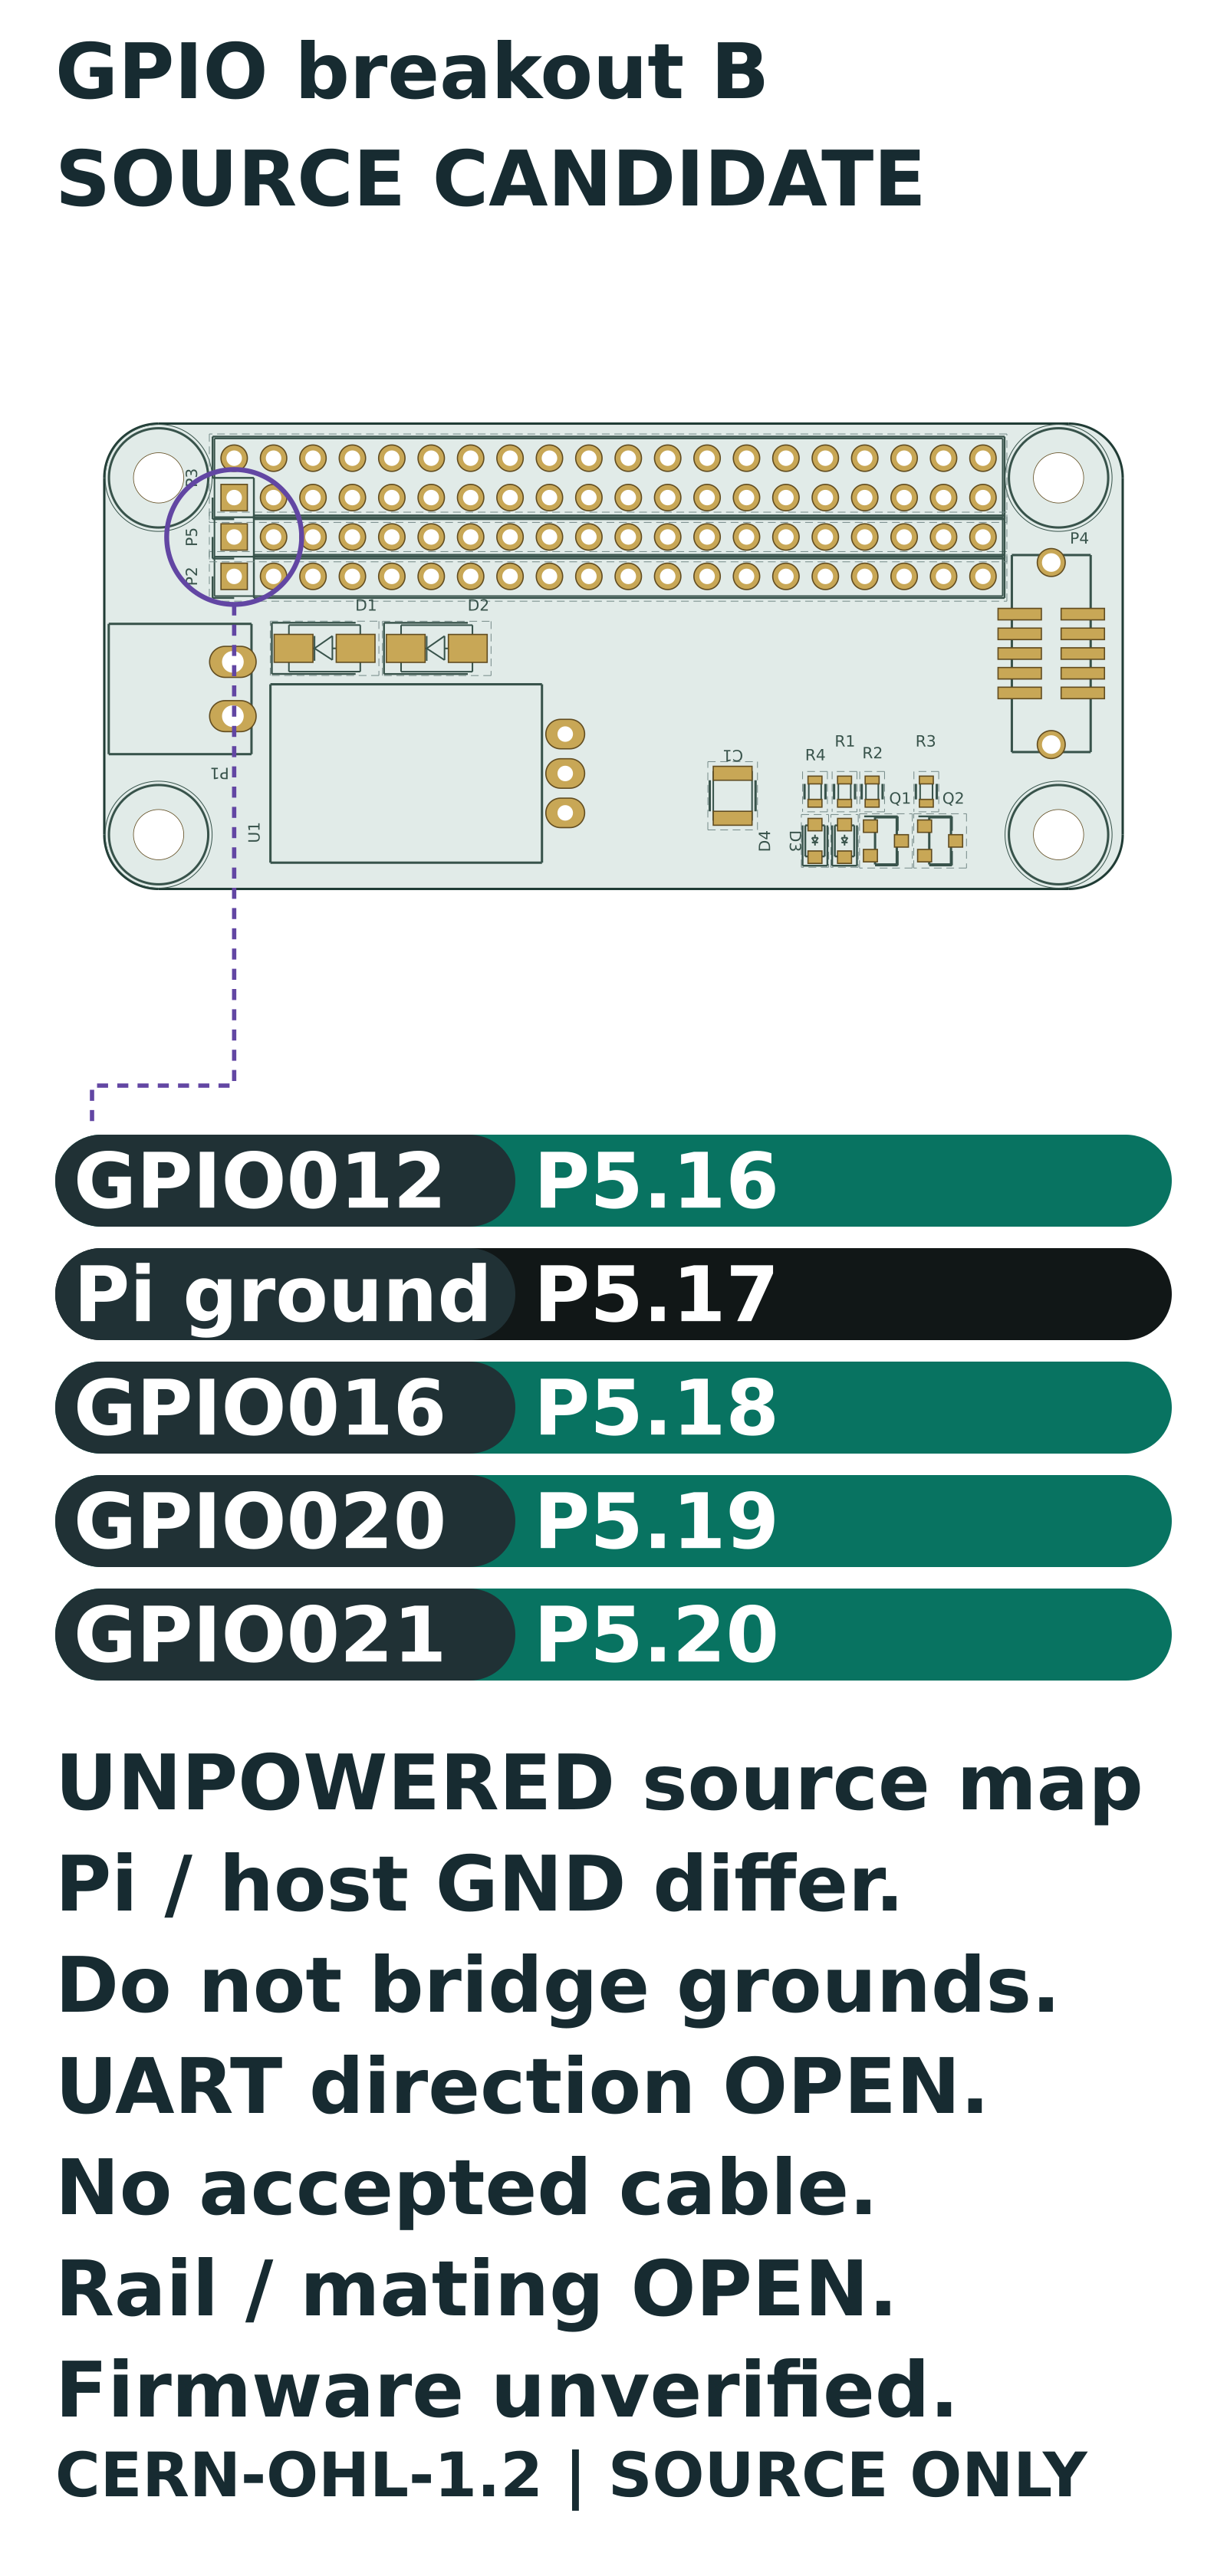 GPIO breakout B
SOURCE CANDIDATE
P3
P5
P2
P4
D1 D2
P1
U1
C1
D4
D3
R4
R1
R2
R3
Q1
Q2
GPIO012 P5.16
Pi ground P5.17
GPIO016 P5.18
GPIO020 P5.19
GPIO021 P5.20
UNPOWERED source map
Pi / host GND differ.
Do not bridge grounds.
UART direction OPEN.
No accepted cable.
Rail / mating OPEN.
Firmware unverified.
CERN-OHL-1.2 | SOURCE ONLY